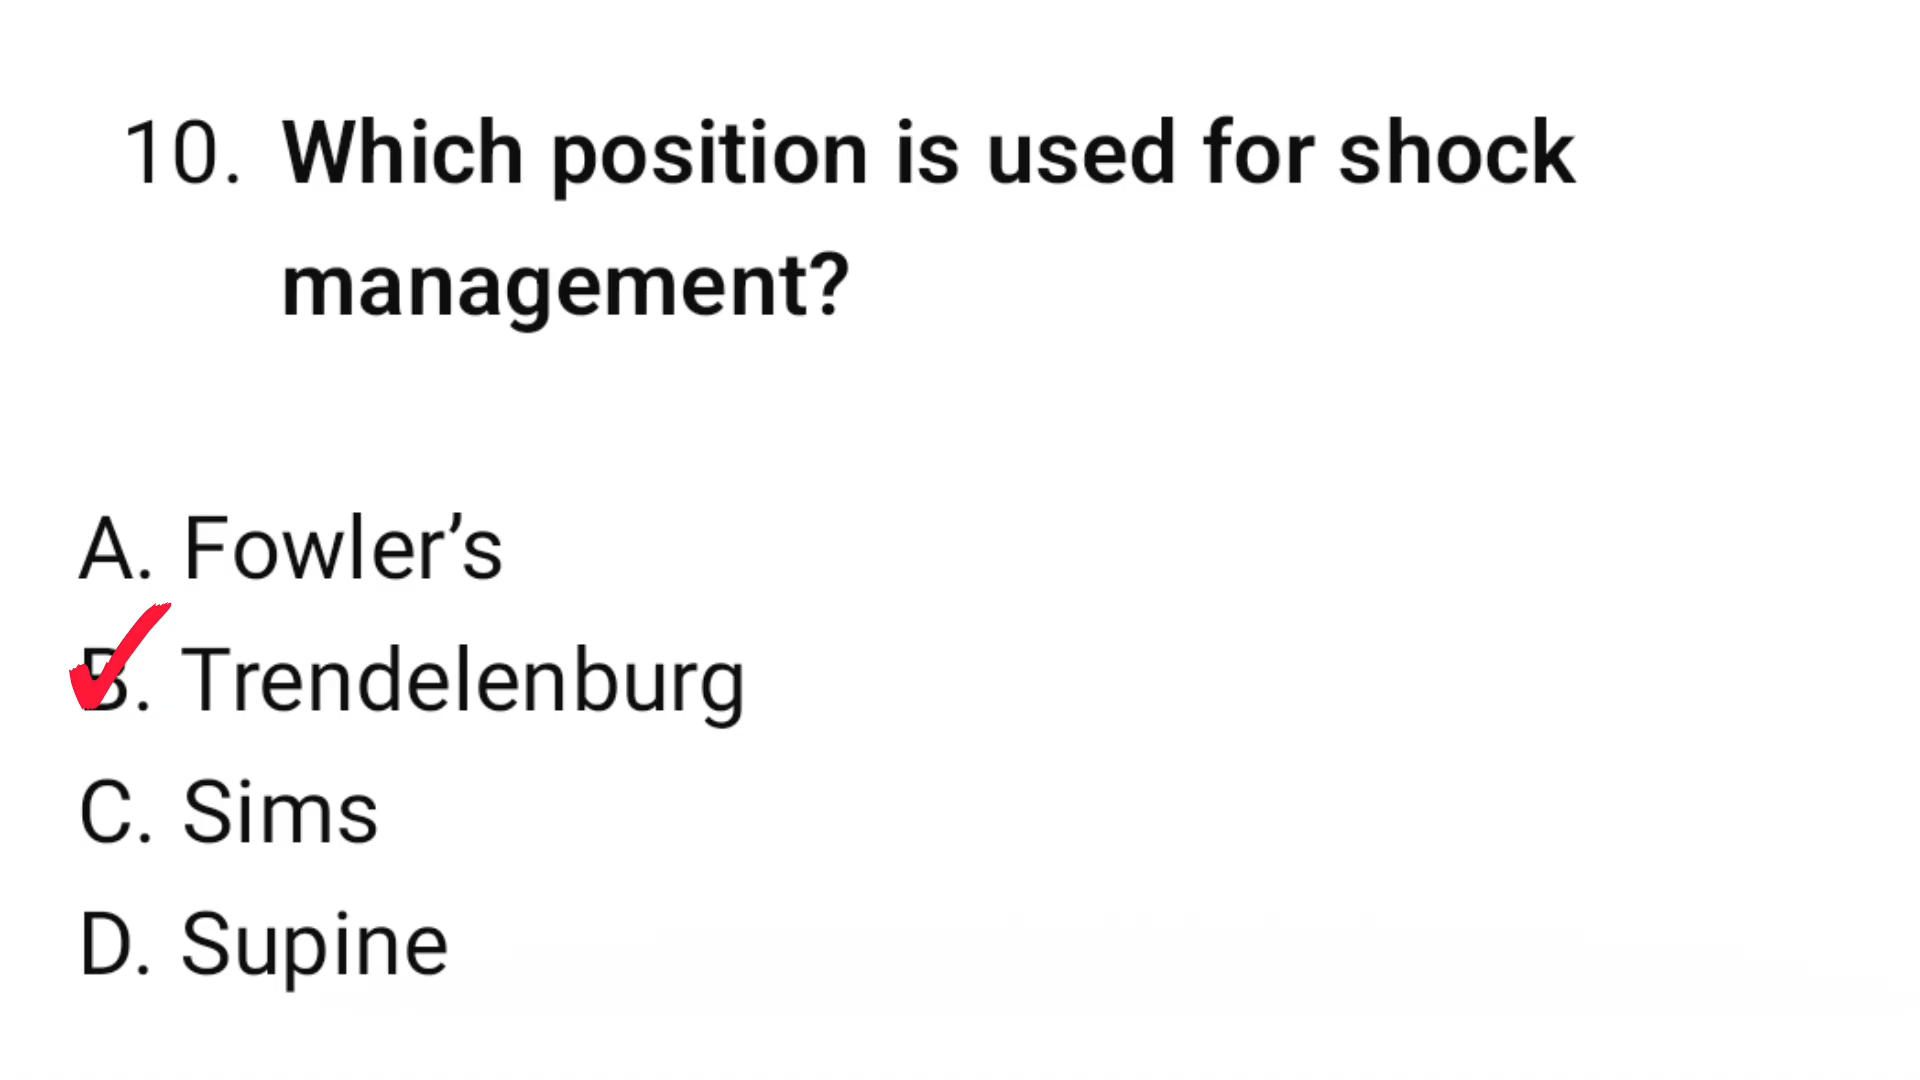 10. Which position is used for shock
management?
A. Fowler’s
B. Trendelenburg
C. Sims
D. Supine